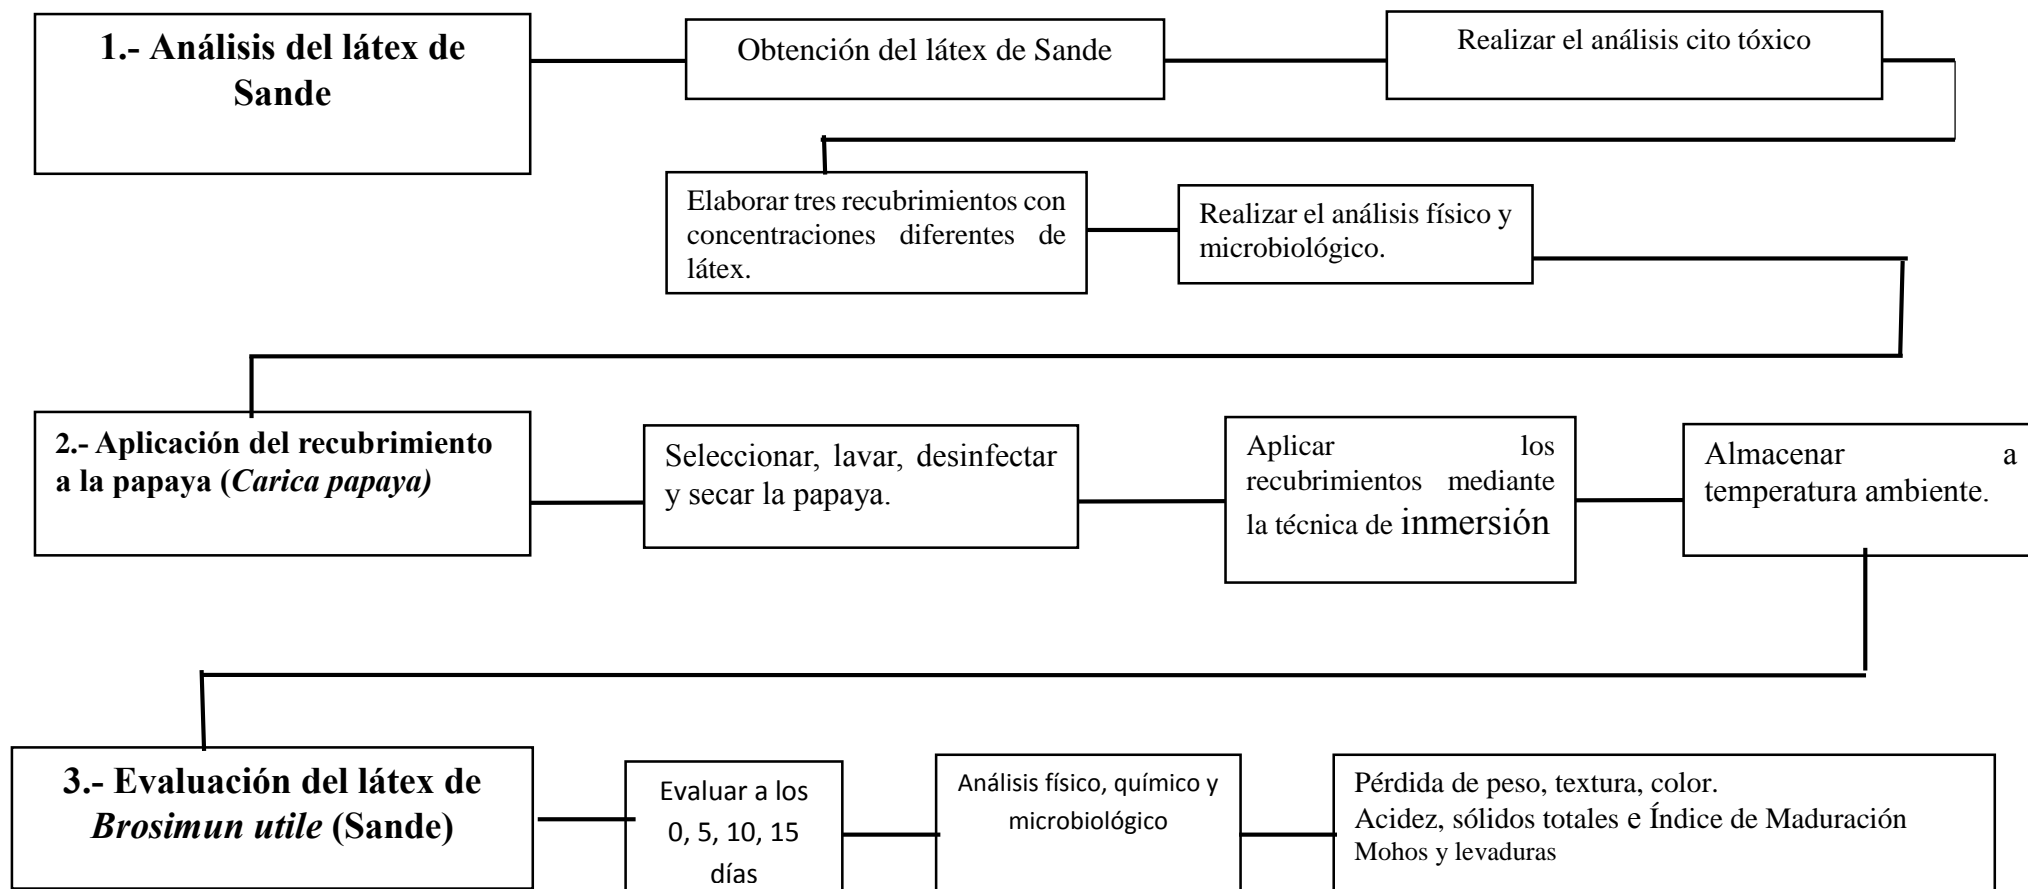 1.- Análisis del látex de
Sande
Obtención del látex de Sande
Realizar el análisis cito tóxico
Elaborar tres recubrimientos con
concentraciones diferentes de
látex.
Realizar el análisis físico y
microbiológico.
2.- Aplicación del recubrimiento
a la papaya (Carica papaya)
Seleccionar, lavar, desinfectar
y secar la papaya.
Aplicar los
recubrimientos mediante
la técnica de inmersión
Almacenar a
temperatura ambiente.
3.- Evaluación del látex de
Brosimun utile (Sande)
Evaluar a los
0, 5, 10, 15
días
Análisis físico, químico y
microbiológico
Pérdida de peso, textura, color.
Acidez, sólidos totales e Índice de Maduración
Mohos y levaduras